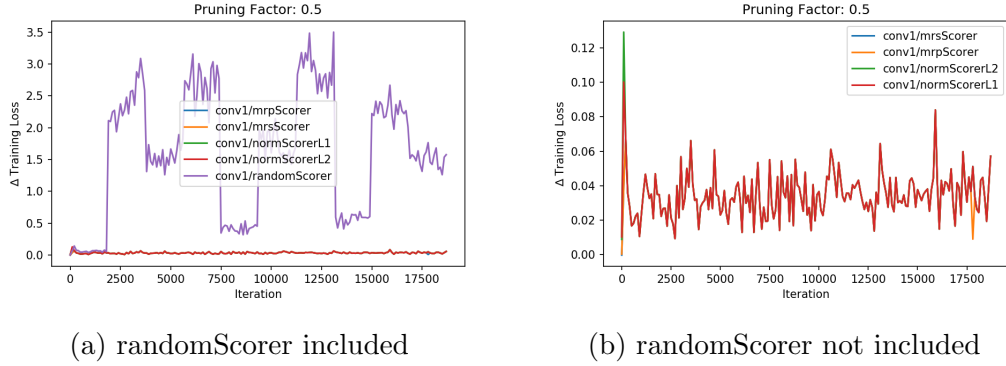 Pruning Factor: 0.5
3.5
3.0
2.5
2.0
1.5
1.0
0.5
0.0
Δ Training Loss
conv1/mrpScorer
conv1/mrsScorer
conv1/normScorerL1
conv1/normScorerL2
conv1/randomScorer
0 2500 5000 7500 10000 12500 15000 17500
Iteration
(a) randomScorer included
Pruning Factor: 0.5
0.12
0.10
0.08
0.06
0.04
0.02
0.00
Δ Training Loss
conv1/mrsScorer
conv1/mrpScorer
conv1/normScorerL2
conv1/normScorerL1
0 2500 5000 7500 10000 12500 15000 17500
Iteration
(b) randomScorer not included